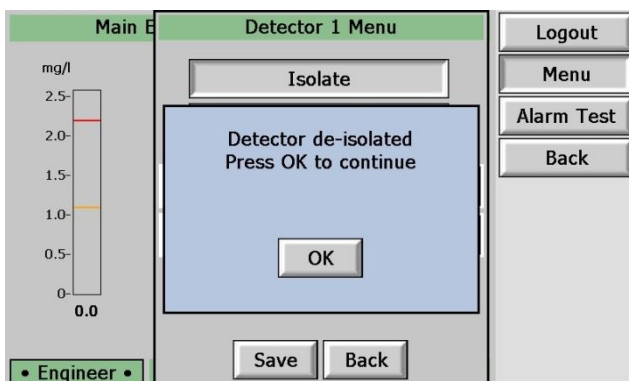 Main E
Detector 1 Menu
Logout
Menu
Alarm Test
Back
mg/l
2.5
2.0
1.5
1.0
0.5
0
0.0
Isolate
Detector de-isolated
Press OK to continue
OK
Save
Back
• Engineer •